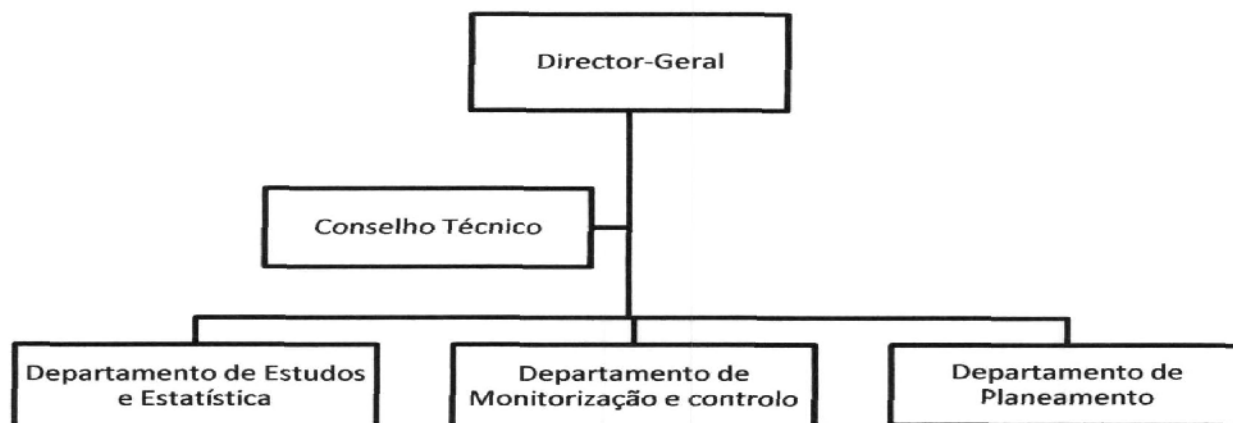 Director-Geral
Conselho Técnico
Departamento de Estudos
e Estatística
Departamento de
Monitorização e controlo
Departamento de
Planeamento